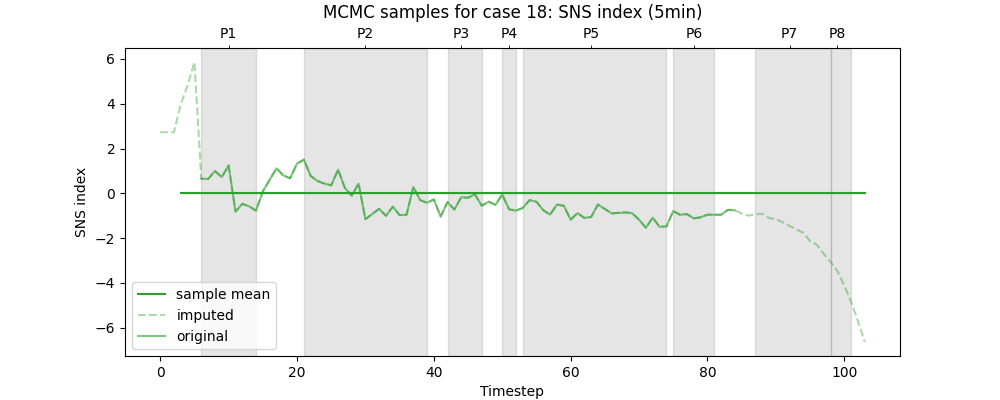 MCMC samples for case 18: SNS index (5min)
P1 P2 P3 P4 P5 P6 P7 P8
6
4
2
0
−2
−4
−6
SNS index
sample mean
imputed
original
0 20 40 60 80 100
Timestep